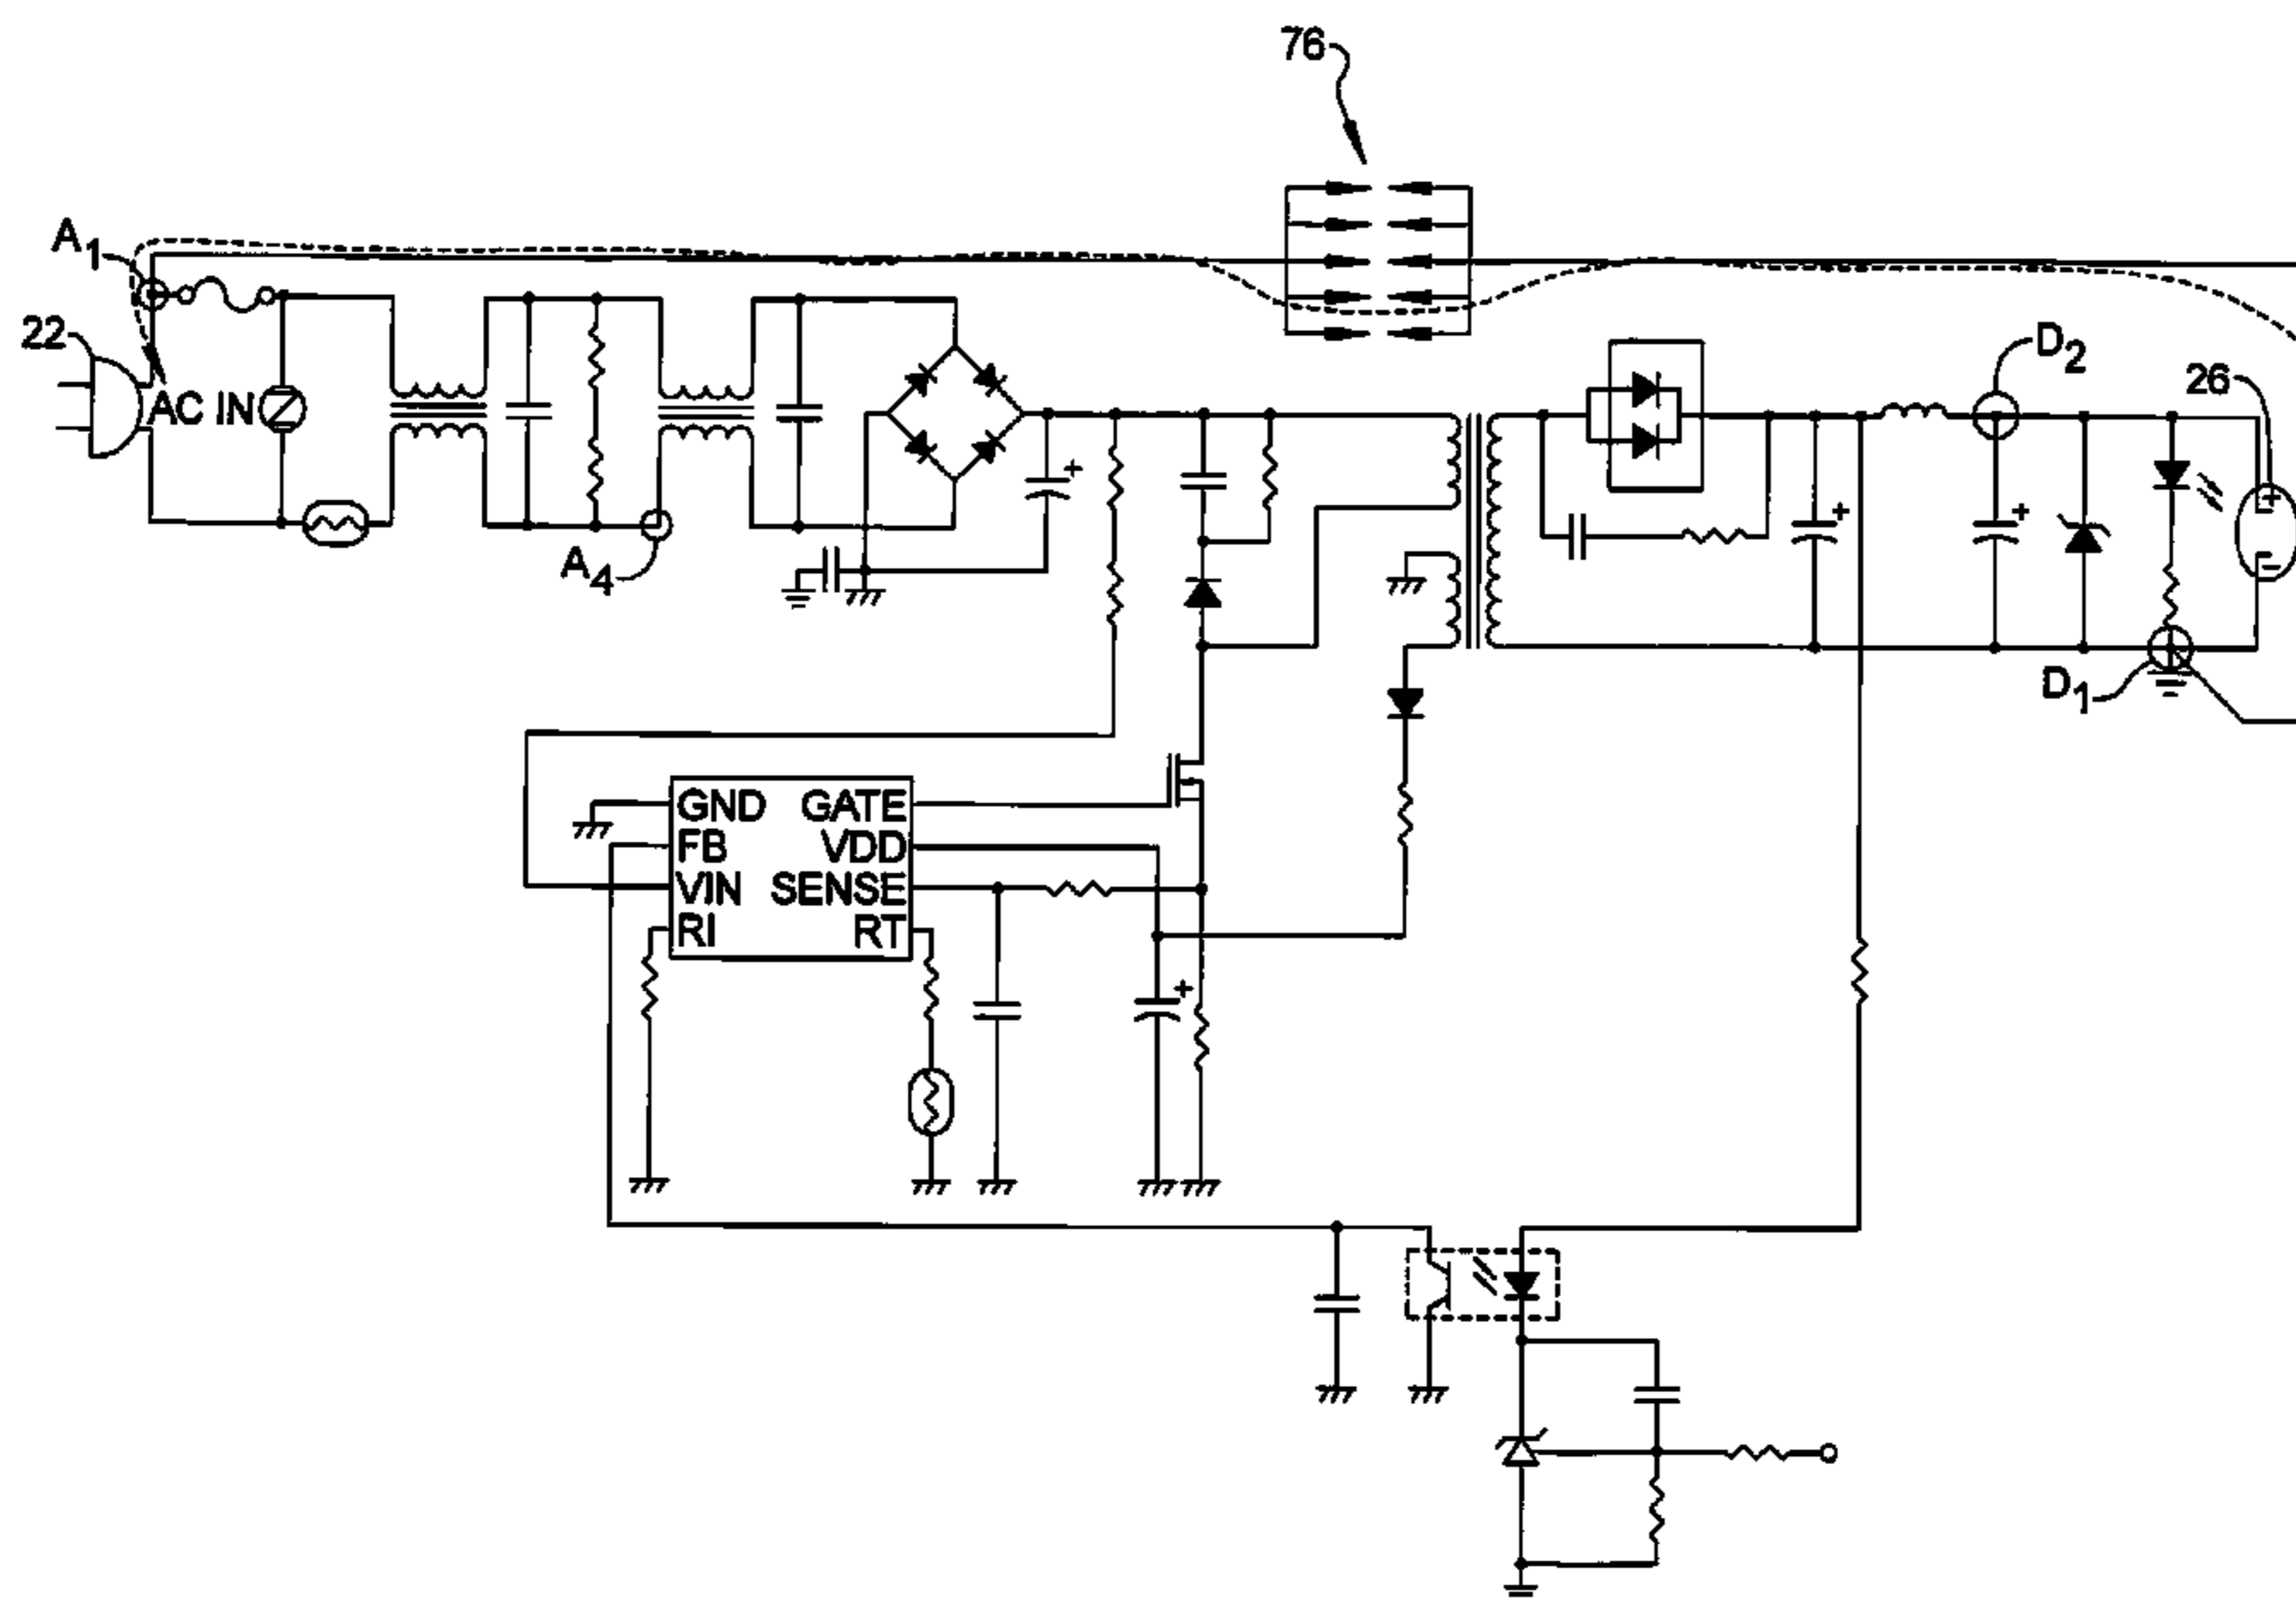 76
A1
22
AC IN
A4
D2
26
+
+
+
+
−
D1
GND GATE
FB VDD
VIN SENSE
RI RT
+